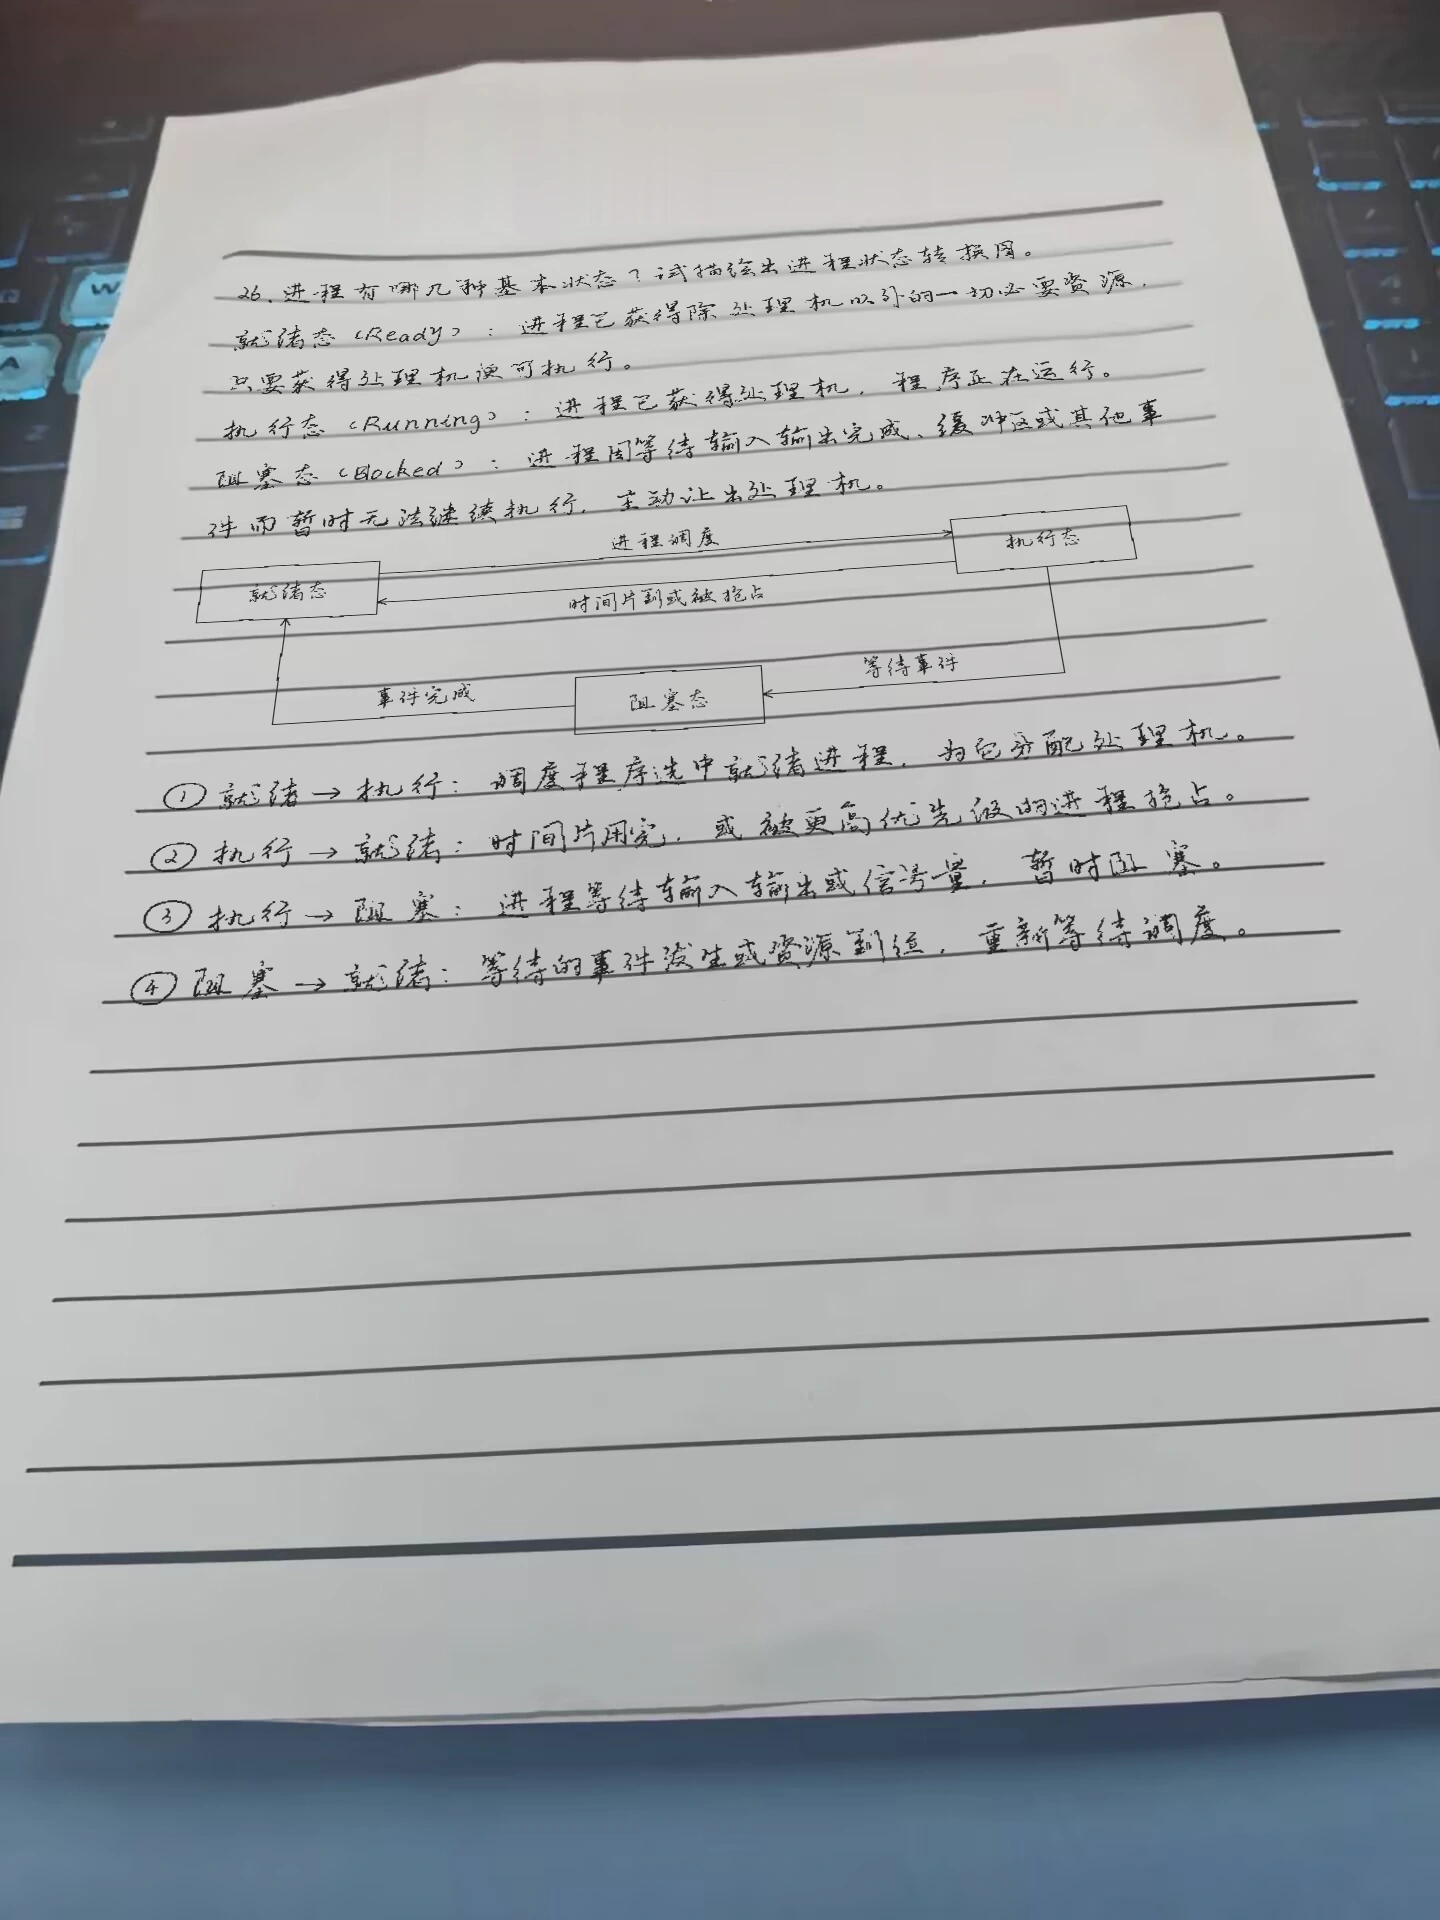 26. 进程有哪几种基本状态？试描绘出进程状态转换图。
就绪态（Ready）：进程已获得除处理机以外的一切必要资源，
只要获得处理机便可执行。
执行态（Running）：进程已获得处理机，程序正在运行。
阻塞态（Blocked）：进程因等待输入输出完成、缓冲区或其他事
件而暂时无法继续执行，主动让出处理机。
进程调度
执行态
就绪态
时间片到或被抢占
等待事件
事件完成
阻塞态
① 就绪→执行：调度程序选中就绪进程，为它分配处理机。
② 执行→就绪：时间片用完，或被更高优先级的进程抢占。
③ 执行→阻塞：进程等待输入输出或信号量，暂时阻塞。
④ 阻塞→就绪：等待的事件发生或资源到位，重新等待调度。
W
A